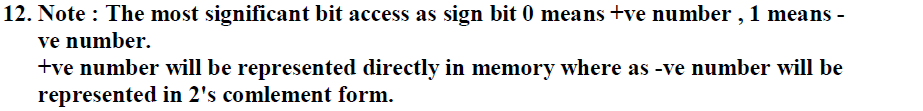 12. Note : The most significant bit access as sign bit 0 means +ve number , 1 means -
ve number.
+ve number will be represented directly in memory where as -ve number will be
represented in 2's comlement form.